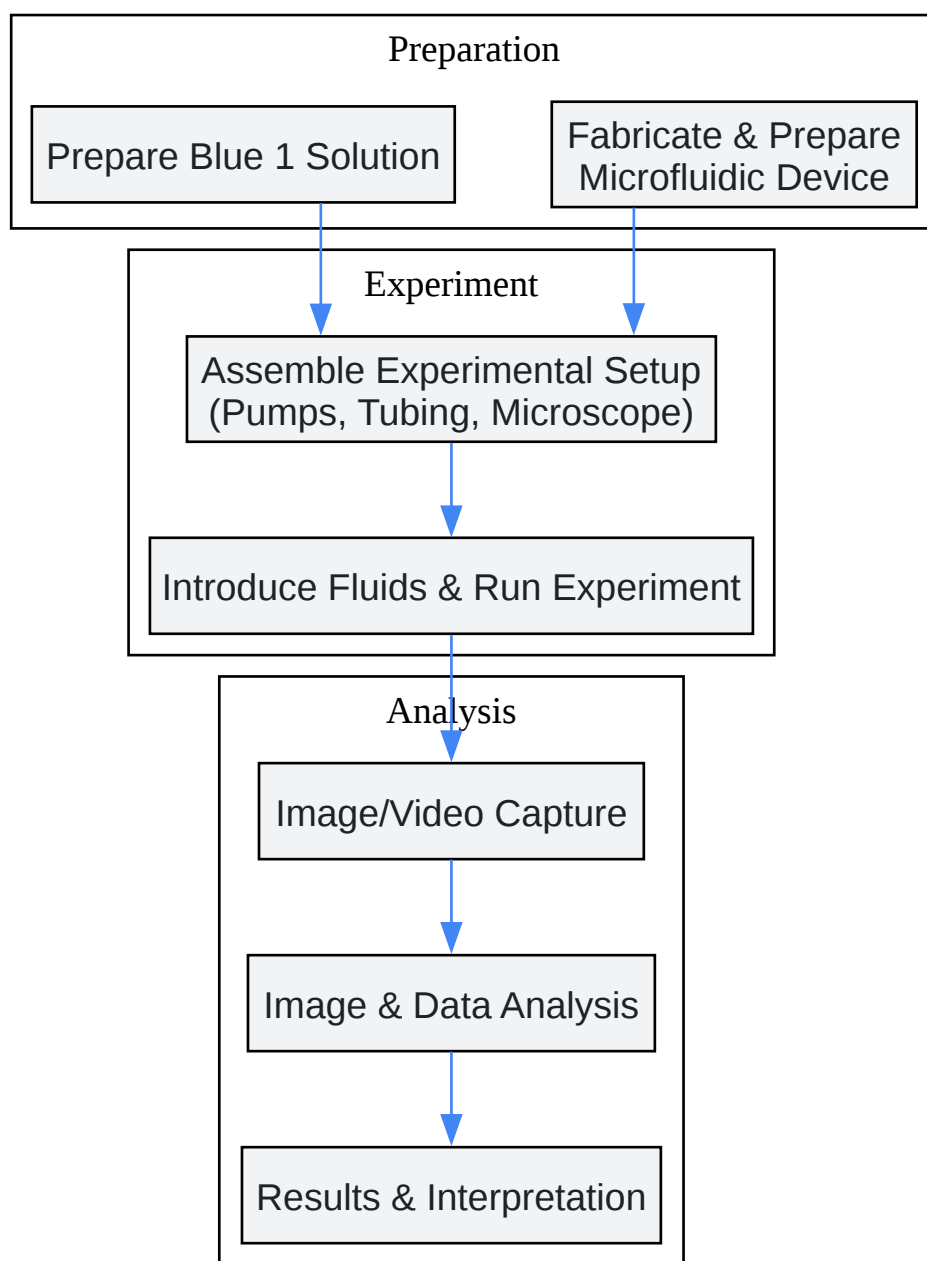 Preparation
Prepare Blue 1 Solution
Fabricate & Prepare
Microfluidic Device
Experiment
Assemble Experimental Setup
(Pumps, Tubing, Microscope)
Introduce Fluids & Run Experiment
Analysis
Image/Video Capture
Image & Data Analysis
Results & Interpretation